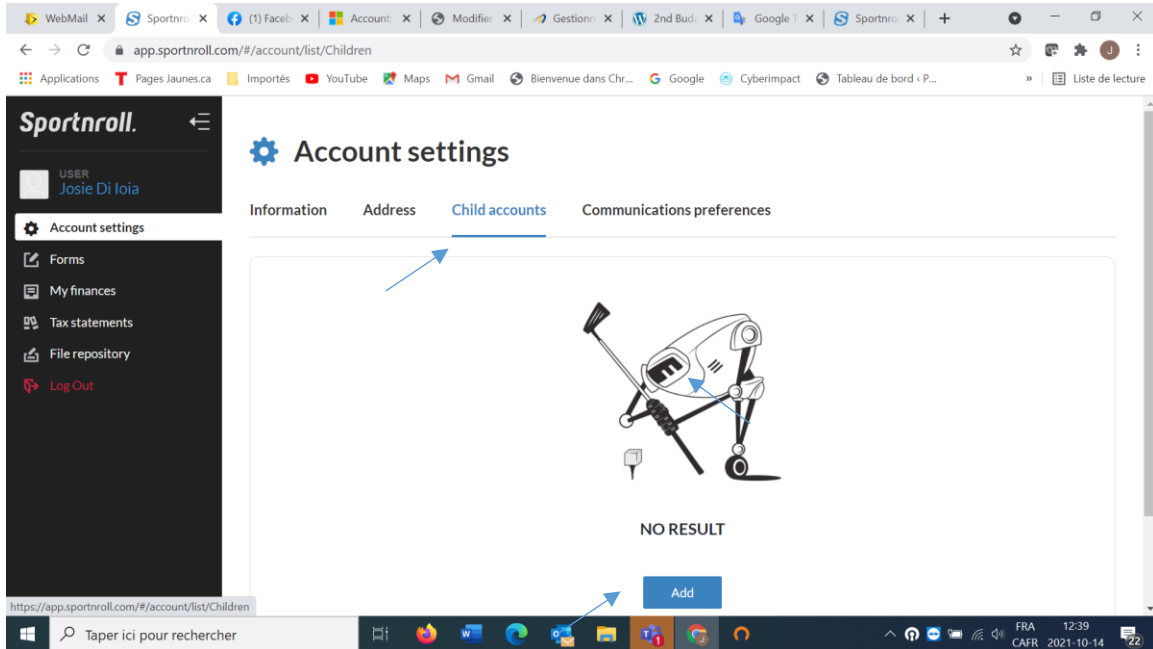 WebMail
Sportnro
(1) Faceb
Account:
Modifier
Gestionn
2nd Bud
Google T
Sportnro
app.sportnroll.com/#/account/list/Children
Applications Pages Jaunes.ca Importés YouTube Maps Gmail Bienvenue dans Chr... Google Cyberimpact Tableau de bord ‹ P... » Liste de lecture
Sportnroll.
USER
Josie Di Ioia
Account settings
Forms
My finances
Tax statements
File repository
Log Out
Account settings
Information Address Child accounts Communications preferences
NO RESULT
Add
https://app.sportnroll.com/#/account/list/Children
Taper ici pour rechercher
FRA 12:39
CAFR 2021-10-14
22